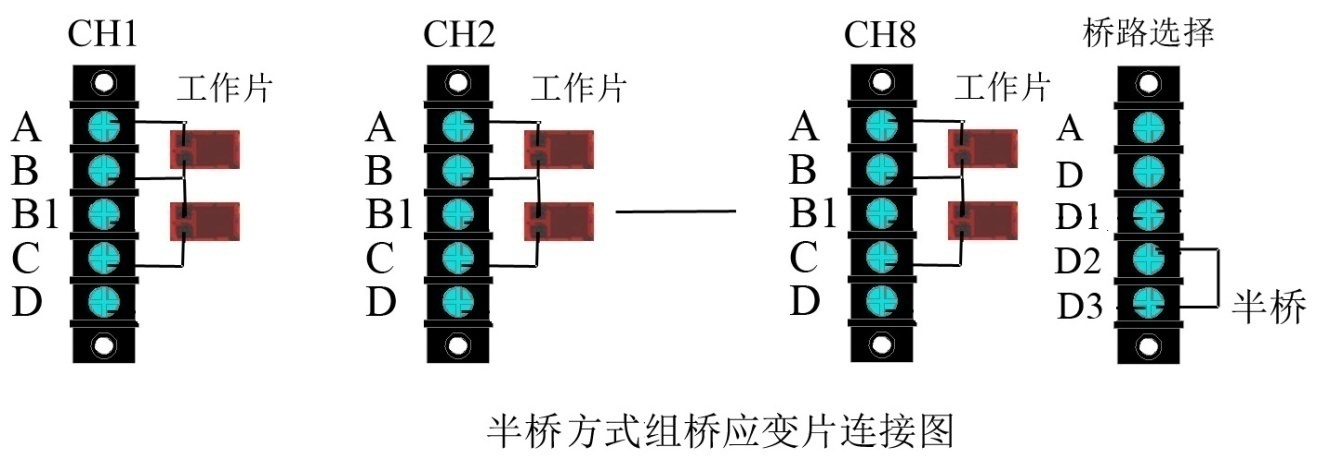 CH1 CH2 CH8 桥路选择
工作片 工作片 工作片
A A A A
B B B D
B1 B1 B1 D1
C C C D2
D D D D3
半桥
半桥方式组桥应变片连接图